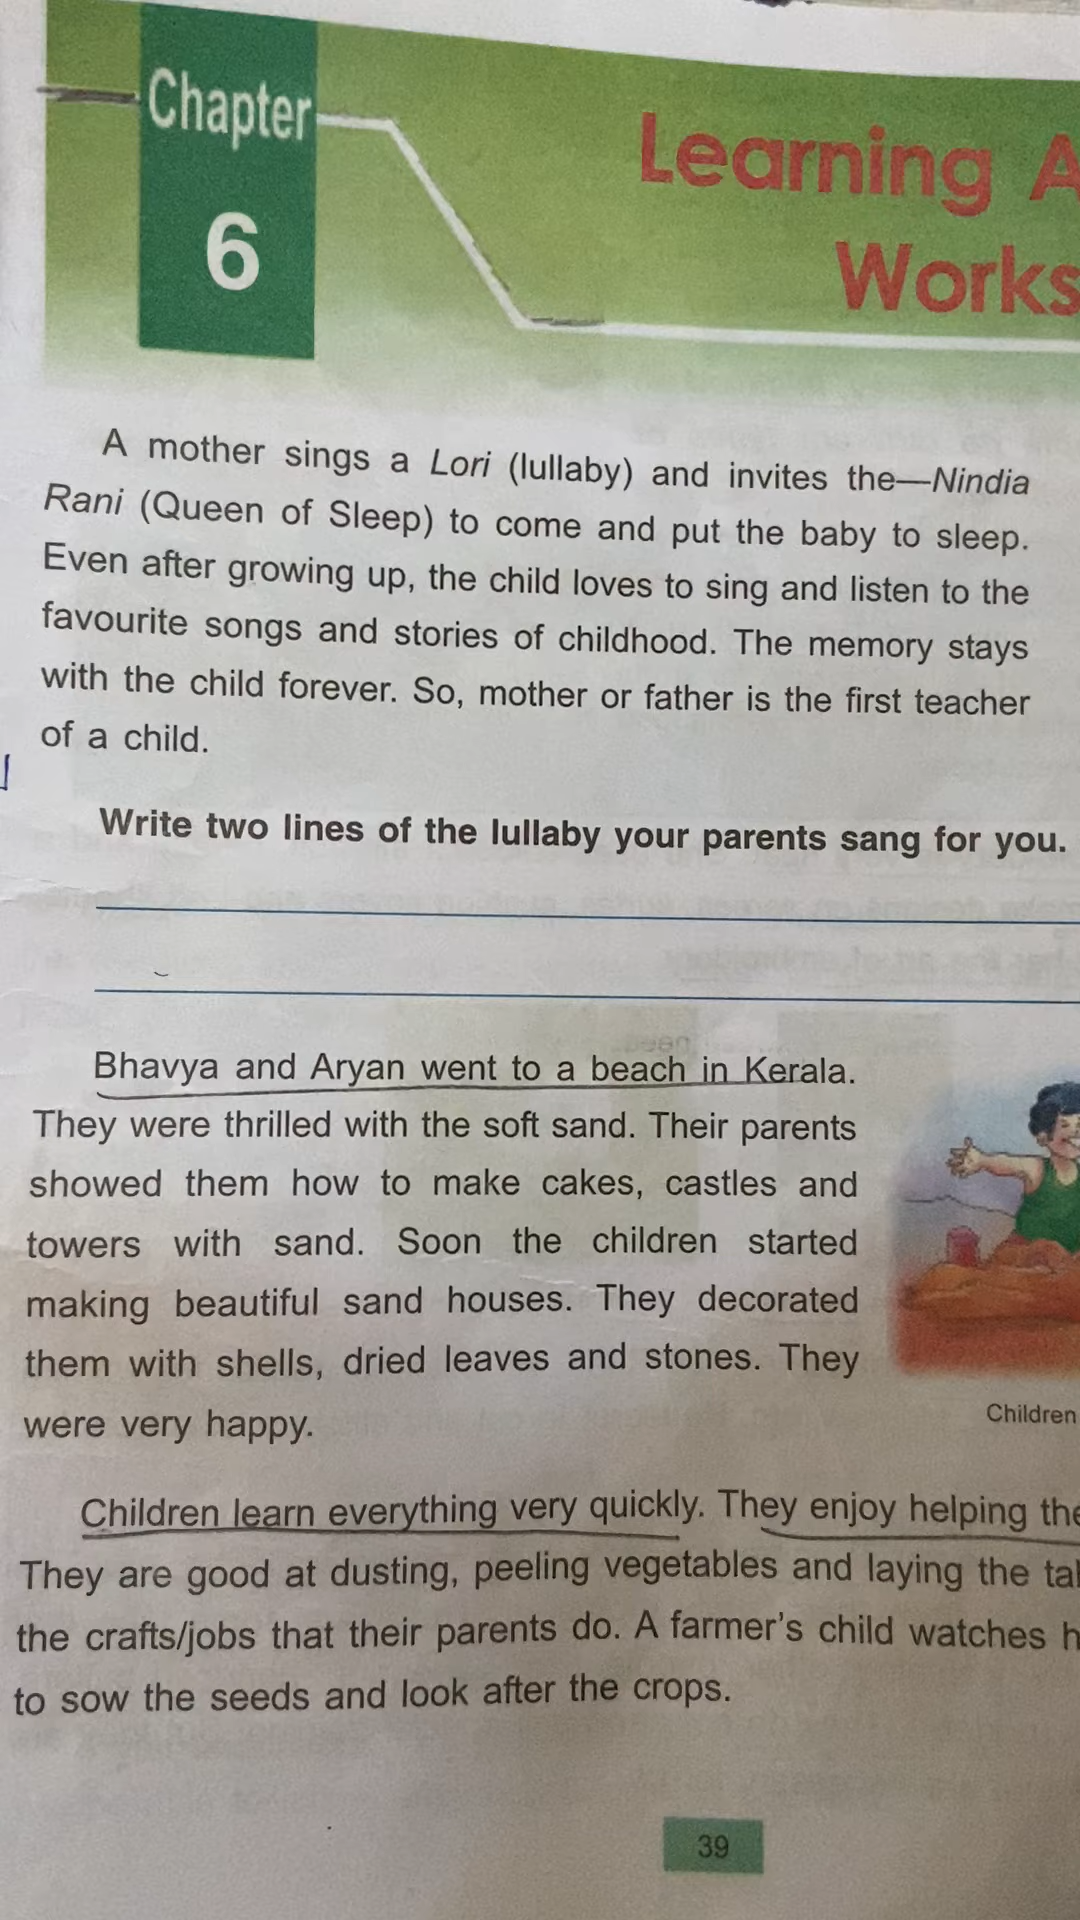 Chapter
6
Learning
Works
A mother sings a Lori (lullaby) and invites the—Nindia
Rani (Queen of Sleep) to come and put the baby to sleep.
Even after growing up, the child loves to sing and listen to the
favourite songs and stories of childhood. The memory stays
with the child forever. So, mother or father is the first teacher
of a child.
Write two lines of the lullaby your parents sang for you.
Bhavya and Aryan went to a beach in Kerala.
They were thrilled with the soft sand. Their parents
showed them how to make cakes, castles and
towers with sand. Soon the children started
making beautiful sand houses. They decorated
them with shells, dried leaves and stones. They
were very happy.
Children
Children learn everything very quickly. They enjoy helping
They are good at dusting, peeling vegetables and laying the
the crafts/jobs that their parents do. A farmer's child watches
to sow the seeds and look after the crops.
39